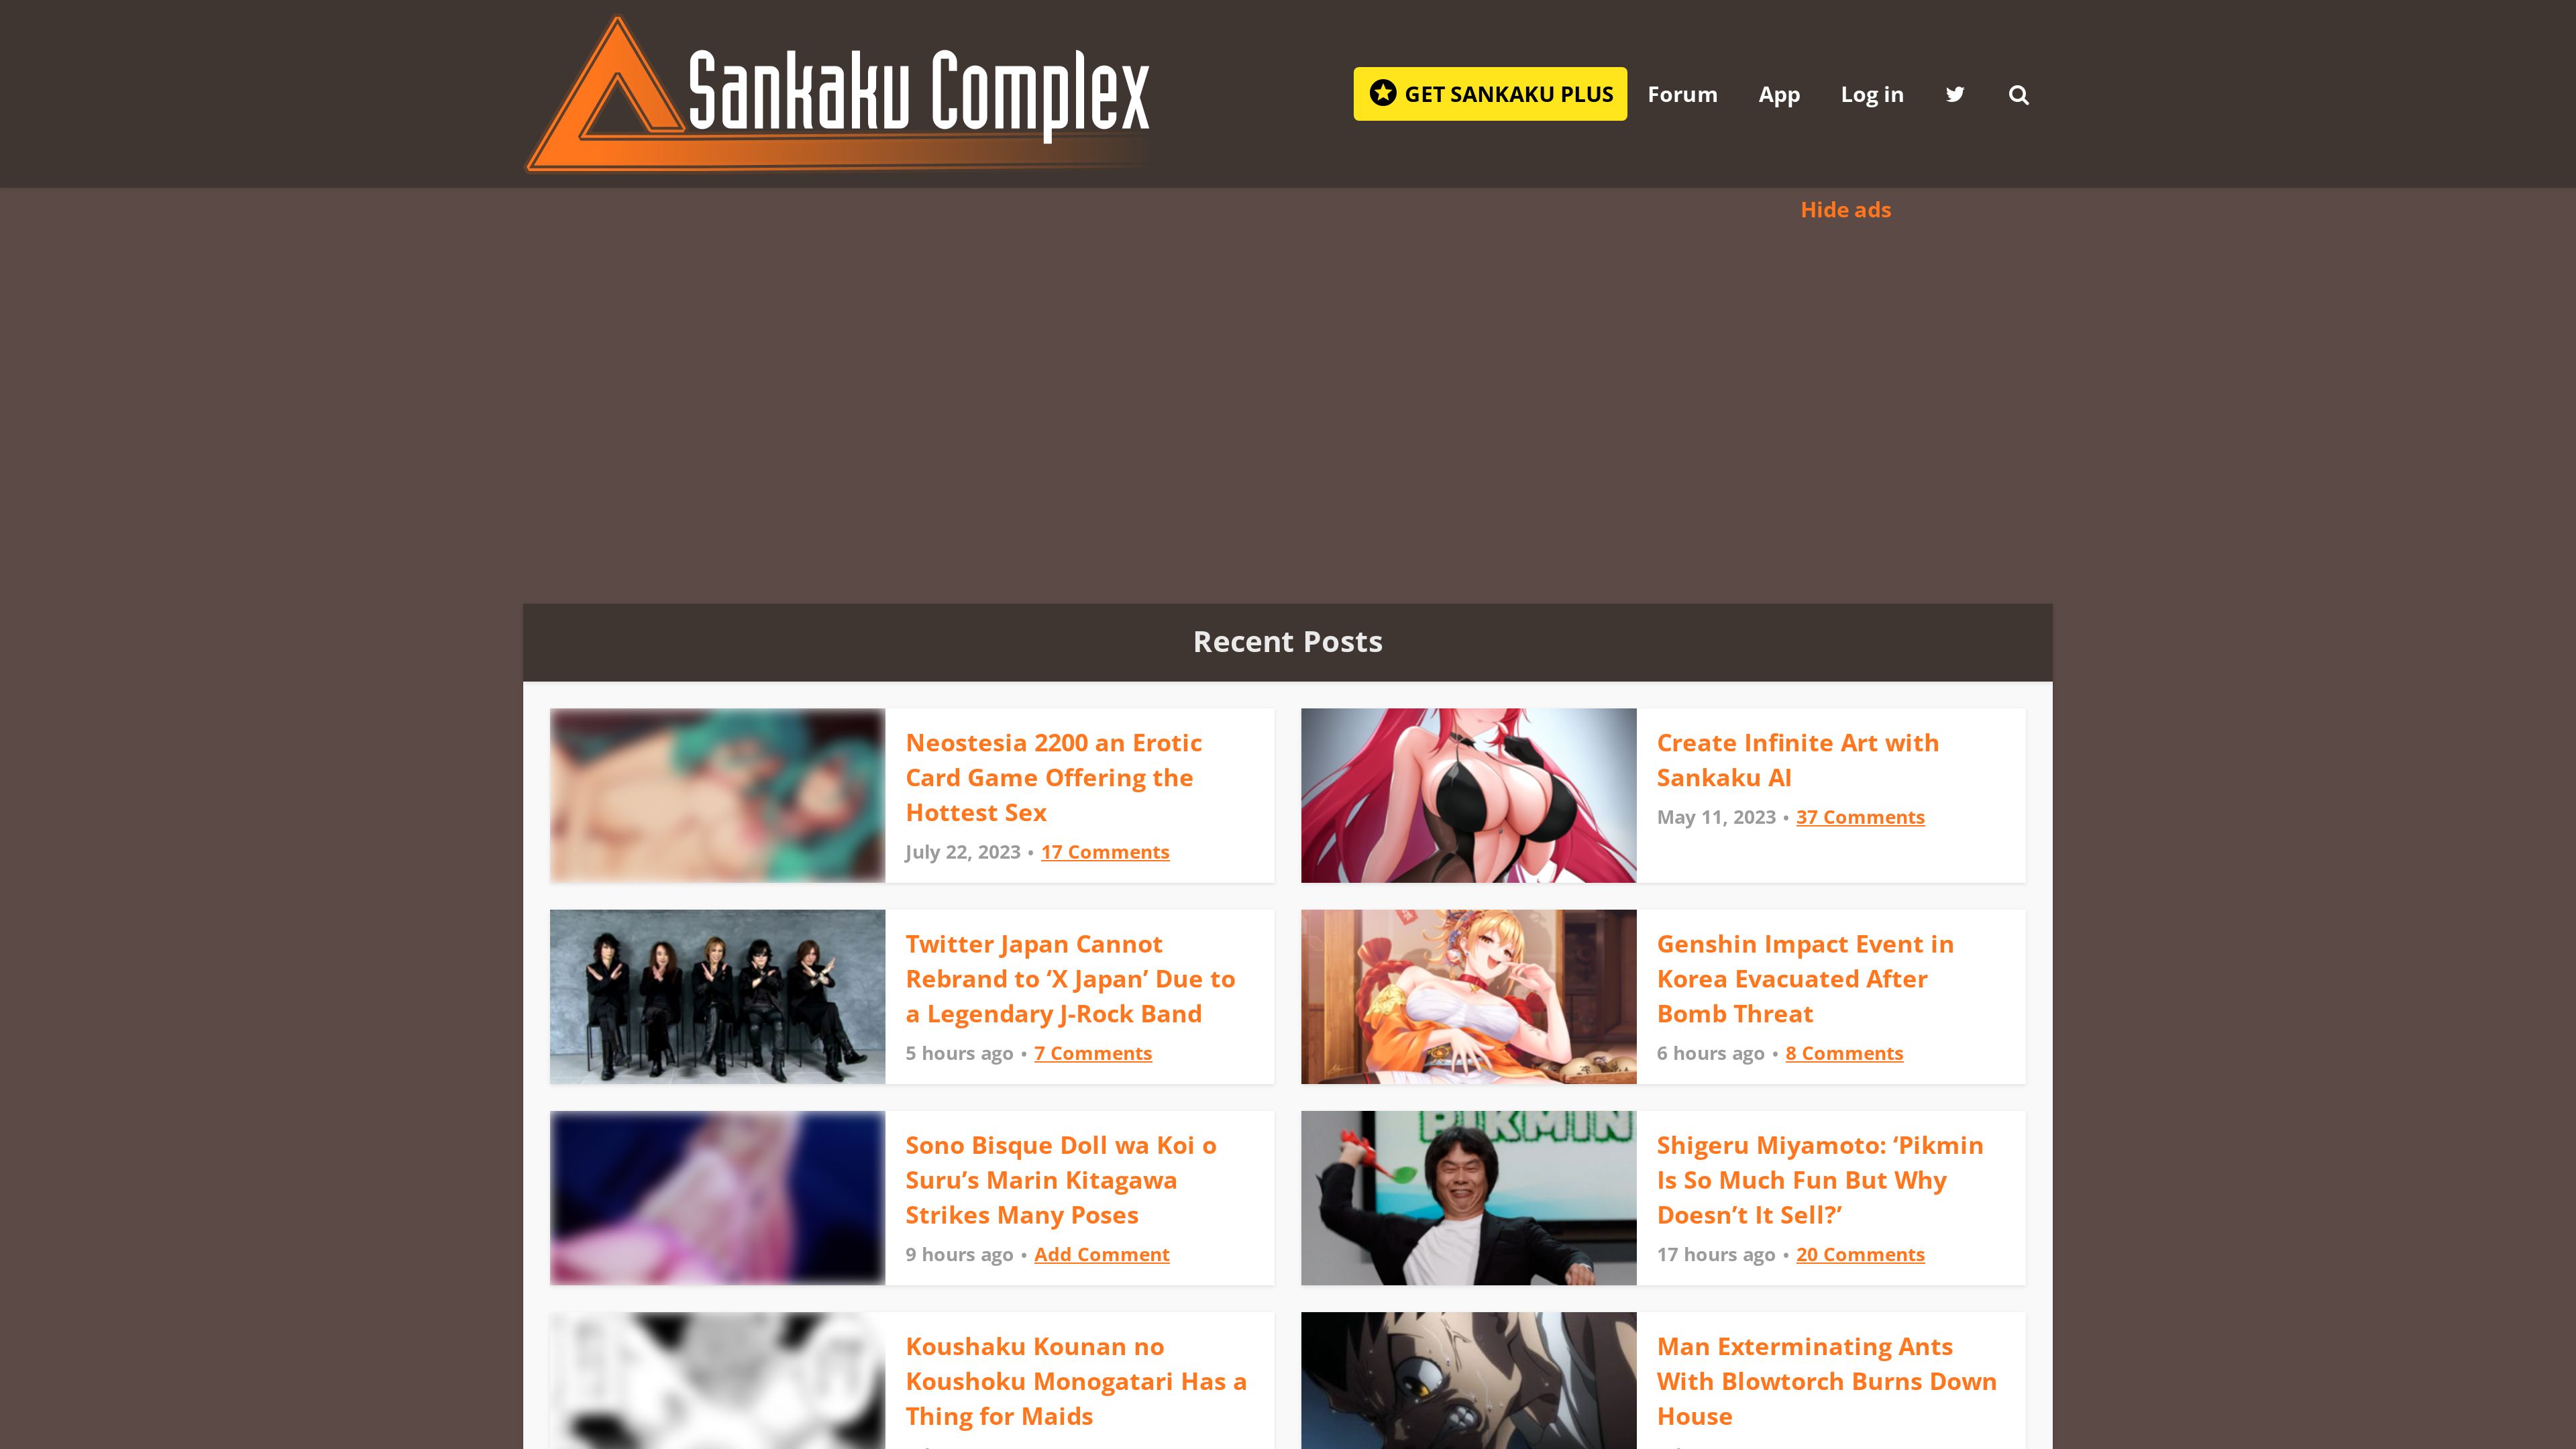 Sankaku Complex
GET SANKAKU PLUS
Forum
App
Log in
Hide ads
Recent Posts
Neostesia 2200 an Erotic
Card Game Offering the
Hottest Sex
July 22, 2023 • 17 Comments
Create Infinite Art with
Sankaku AI
May 11, 2023 • 37 Comments
Twitter Japan Cannot
Rebrand to ‘X Japan’ Due to
a Legendary J-Rock Band
5 hours ago • 7 Comments
Genshin Impact Event in
Korea Evacuated After
Bomb Threat
6 hours ago • 8 Comments
Sono Bisque Doll wa Koi o
Suru’s Marin Kitagawa
Strikes Many Poses
9 hours ago • Add Comment
PIKMIN
Shigeru Miyamoto: ‘Pikmin
Is So Much Fun But Why
Doesn’t It Sell?’
17 hours ago • 20 Comments
Koushaku Kounan no
Koushoku Monogatari Has a
Thing for Maids
Man Exterminating Ants
With Blowtorch Burns Down
House